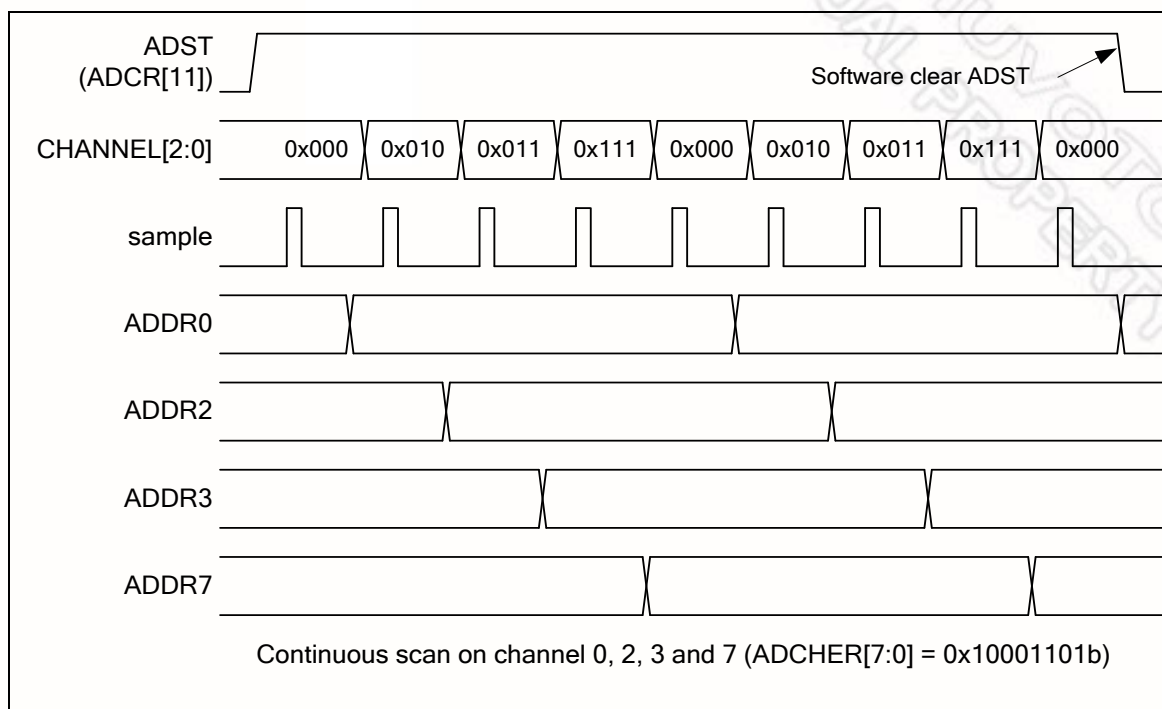 ADST
(ADCR[11])
Software clear ADST
CHANNEL[2:0]
0x000 0x010 0x011 0x111 0x000 0x010 0x011 0x111 0x000
sample
ADDR0
ADDR2
ADDR3
ADDR7
Continuous scan on channel 0, 2, 3 and 7 (ADCHER[7:0] = 0x10001101b)